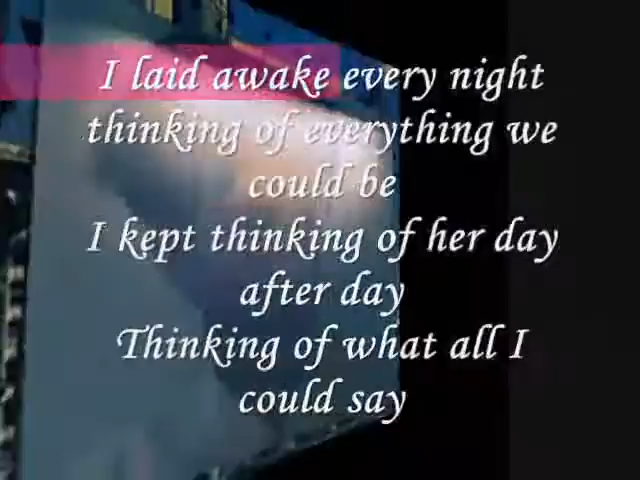 I laid awake every night
thinking of everything we
could be
I kept thinking of her day
after day
Thinking of what all I
could say